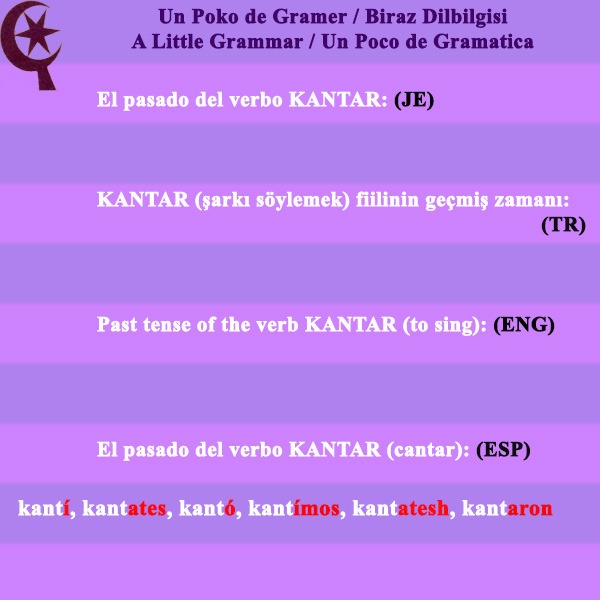 Un Poko de Gramer / Biraz Dilbilgisi
A Little Grammar / Un Poco de Gramatica
El pasado del verbo KANTAR: (JE)
KANTAR (şarkı söylemek) fiilinin geçmiş zamanı:
(TR)
Past tense of the verb KANTAR (to sing): (ENG)
El pasado del verbo KANTAR (cantar): (ESP)
kantí, kantates, kantó, kantímos, kantatesh, kantaron